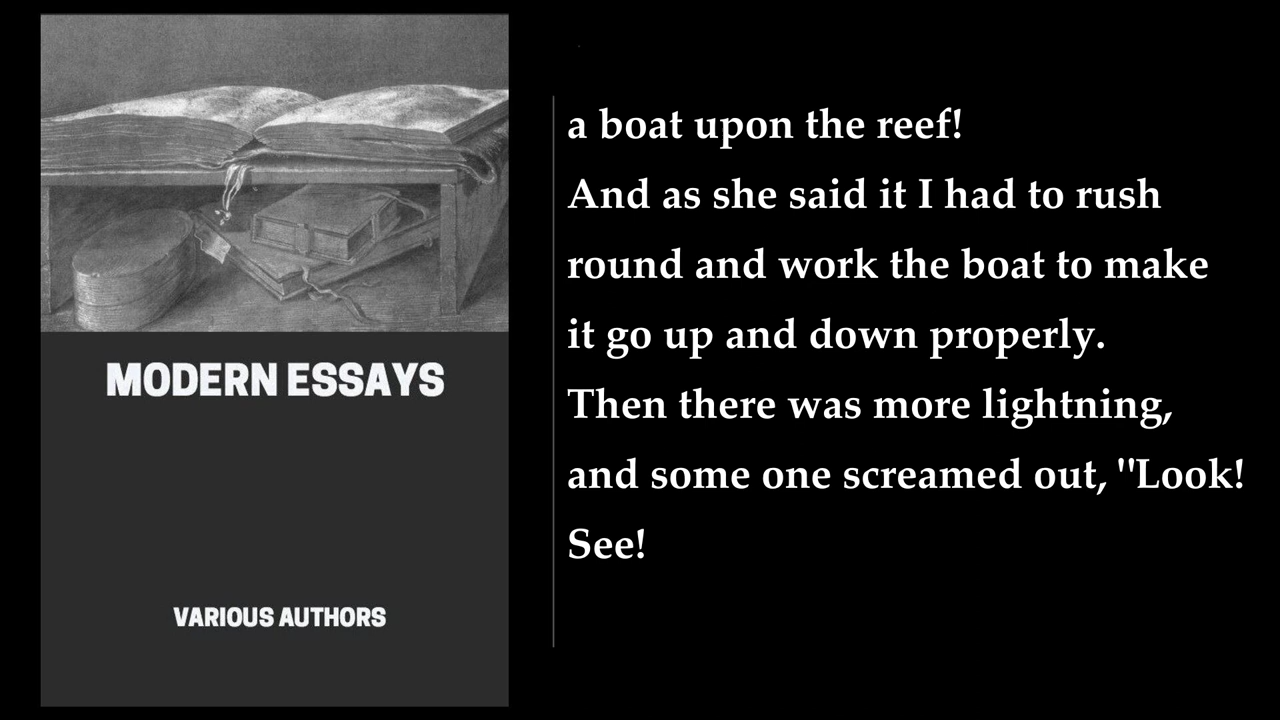 MODERN ESSAYS
VARIOUS AUTHORS
a boat upon the reef!
And as she said it I had to rush
round and work the boat to make
it go up and down properly.
Then there was more lightning,
and some one screamed out, "Look!
See!